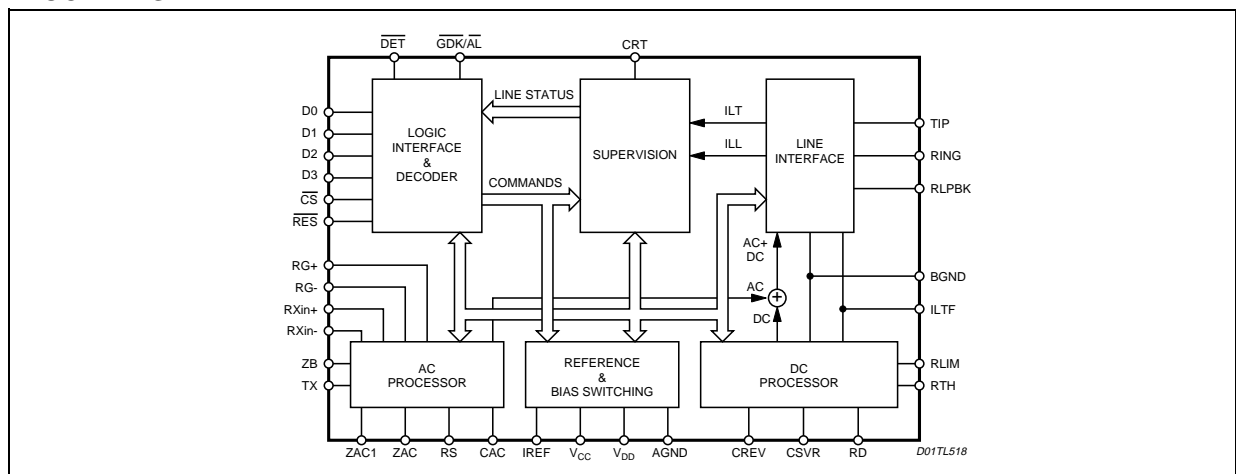 DET
GDK/AL
CRT
D0
D1
D2
D3
CS
RES
LOGIC
INTERFACE
&
DECODER
LINE STATUS
COMMANDS
SUPERVISION
ILT
ILL
LINE
INTERFACE
TIP
RING
RLPBK
AC+
DC
AC
+
DC
BGND
ILTF
RG+
RG-
RXin+
RXin-
ZB
TX
AC
PROCESSOR
REFERENCE
&
BIAS SWITCHING
DC
PROCESSOR
RLIM
RTH
ZAC1
ZAC
RS
CAC
IREF
VCC
VDD
AGND
CREV
CSVR
RD
D01TL518